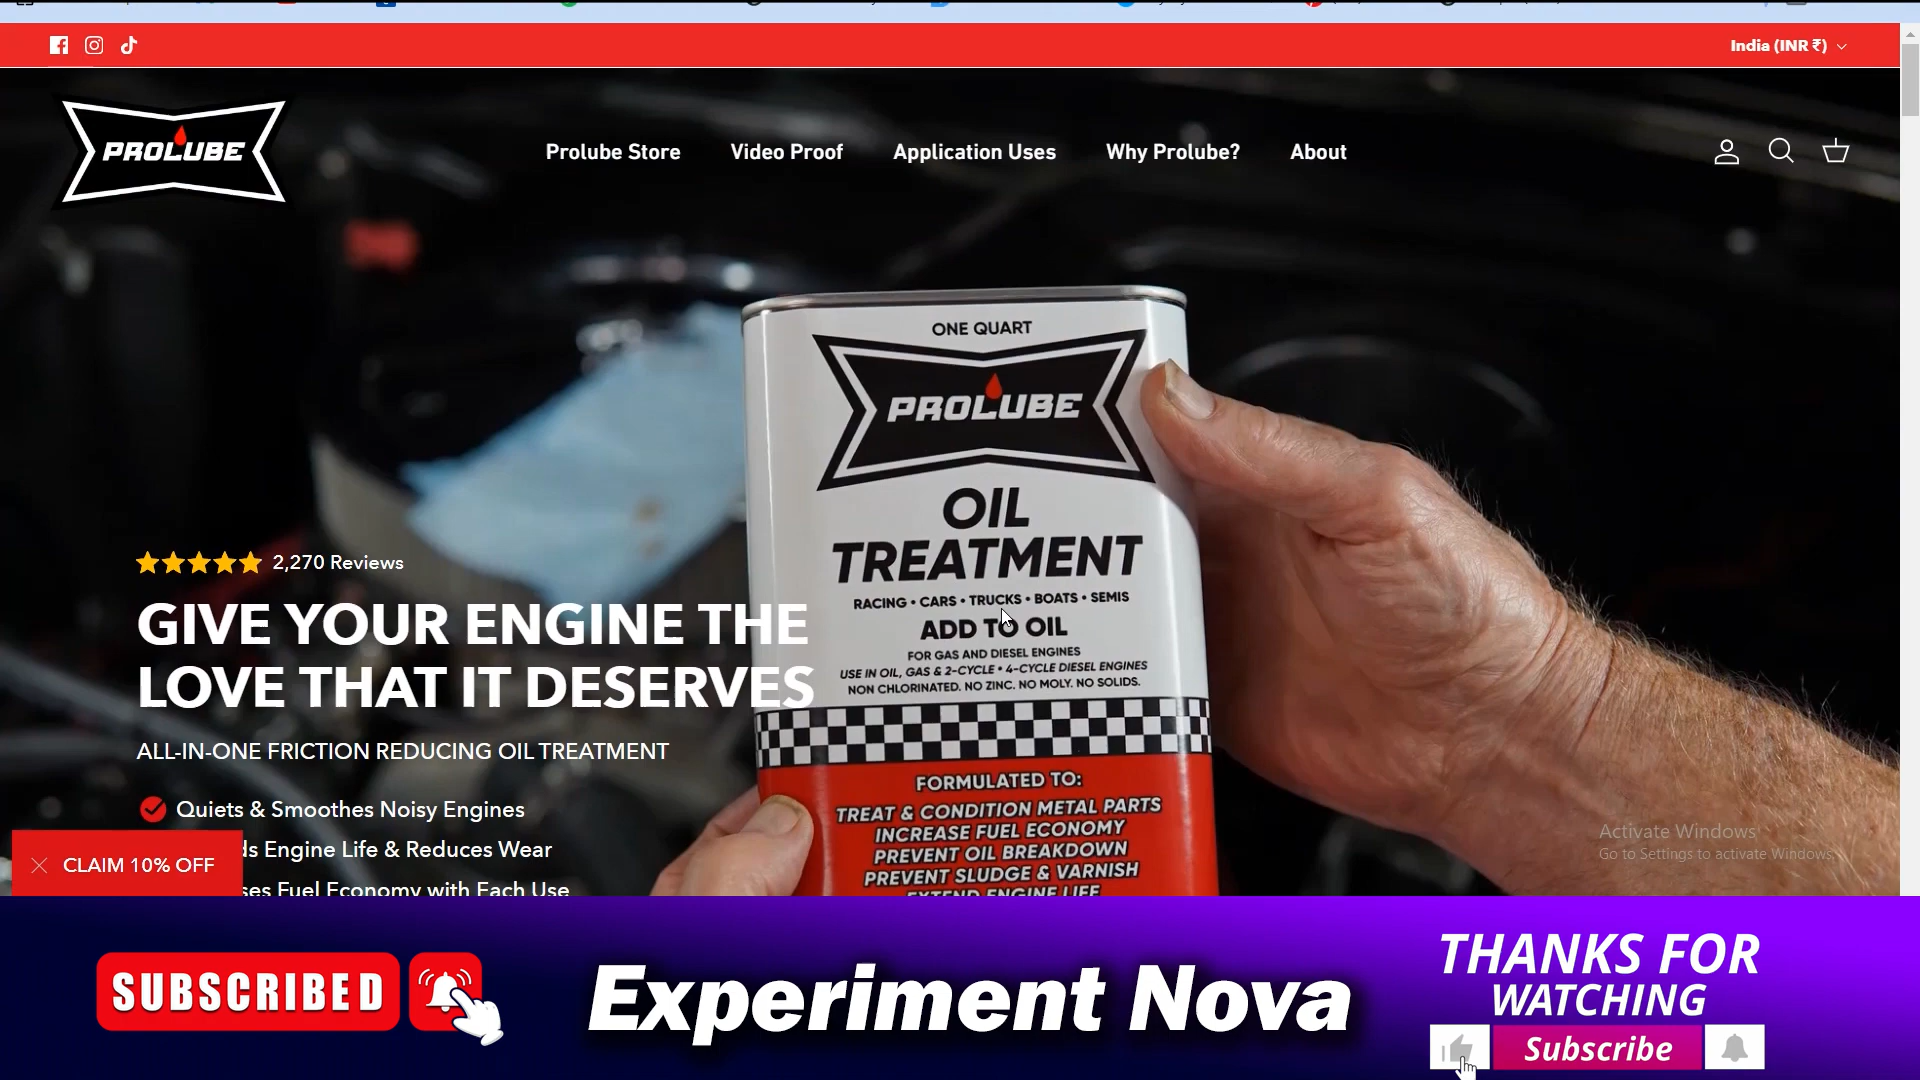 India (INR ₹)
PROLUBE
Prolube Store
Video Proof
Application Uses
Why Prolube?
About
ONE QUART
PROLUBE
OIL
TREATMENT
RACING • CARS • TRUCKS • BOATS • SEMIS
ADD TO OIL
FOR GAS AND DIESEL ENGINES
USE IN OIL, GAS & 2-CYCLE • 4-CYCLE DIESEL ENGINES
NON CHLORINATED. NO ZINC. NO MOLY. NO SOLIDS.
FORMULATED TO:
TREAT & CONDITION METAL PARTS
INCREASE FUEL ECONOMY
PREVENT OIL BREAKDOWN
PREVENT SLUDGE & VARNISH
EXTEND ENGINE LIFE
2,270 Reviews
GIVE YOUR ENGINE THE
LOVE THAT IT DESERVES
ALL-IN-ONE FRICTION REDUCING OIL TREATMENT
Quiets & Smoothes Noisy Engines
Engine Life & Reduces Wear
Fuel Economy with Each Use
CLAIM 10% OFF
Activate Windows
Go to Settings to activate Windows.
SUBSCRIBED
Experiment Nova
THANKS FOR
WATCHING
Subscribe